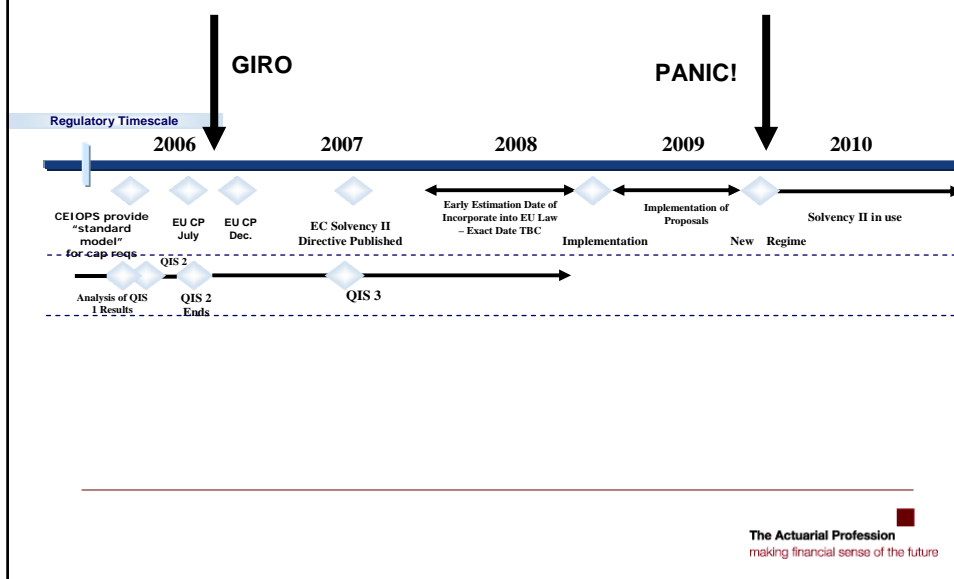 GIRO
PANIC!
Regulatory Timescale
2006
2007
2008
2009
2010
CEIOPS provide
“standard
model”
for cap reqs
EU CP
July
EU CP
Dec.
EC Solvency II
Directive Published
Early Estimation Date of
Incorporate into EU Law
– Exact Date TBC
Implementation
Implementation of
Proposals
New Regime
Solvency II in use
QIS 2
Analysis of QIS
1 Results
QIS 2
Ends
QIS 3
The Actuarial Profession
making financial sense of the future